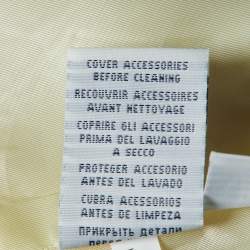 COVER ACCESSORIES
BEFORE CLEANING
RECOUVRIR ACCESSOIRES
AVANT NETTOYAGE
COPRIRE GLI ACCESSORI
PRIMA DEL LAVAGGIO
A SECCO
PROTEGER ACCESORIO
ANTES DEL LAVADO
CUBRA ACESSORIOS
ANTES DE LIMPEZA
ПРИКРЫТЬ ДЕТАЛИ